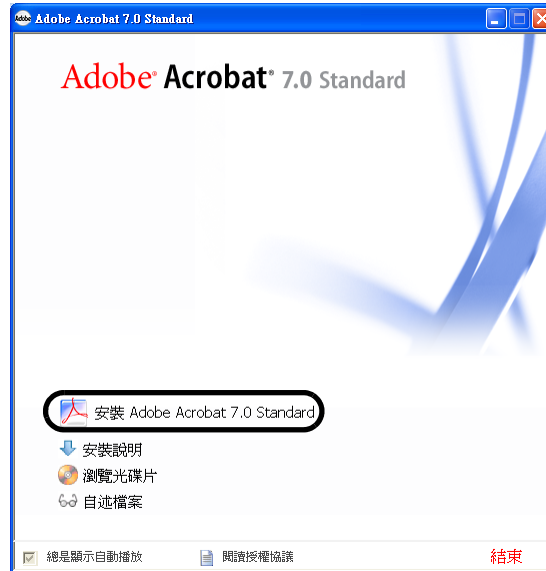 Adobe Adobe Acrobat 7.0 Standard
Adobe® Acrobat® 7.0 Standard
安裝 Adobe Acrobat 7.0 Standard
安裝說明
瀏覽光碟片
自述檔案
總是顯示自動播放 閱讀授權協議 結束